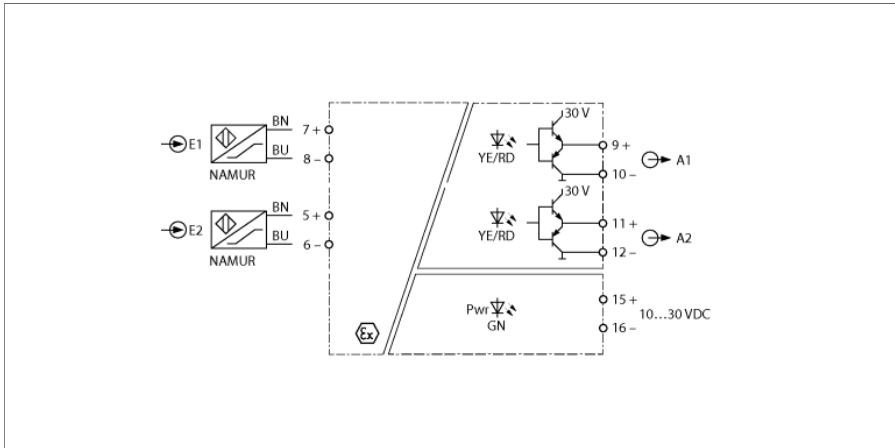 E1
BN
7 +
BU
8 –
NAMUR
E2
BN
5 +
BU
6 –
NAMUR
εx
YE/RD
30 V
9 +
10 –
A1
YE/RD
30 V
11 +
12 –
A2
Pwr
GN
15 +
10…30 VDC
16 –